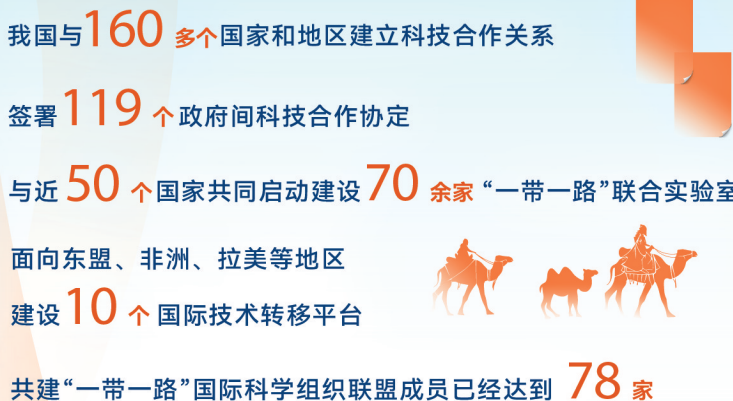 我国与160多个国家和地区建立科技合作关系
签署119个政府间科技合作协定
与近50个国家共同启动建设70余家“一带一路”联合实验室
面向东盟、非洲、拉美等地区
建设10个国际技术转移平台
共建“一带一路”国际科学组织联盟成员已经达到78家